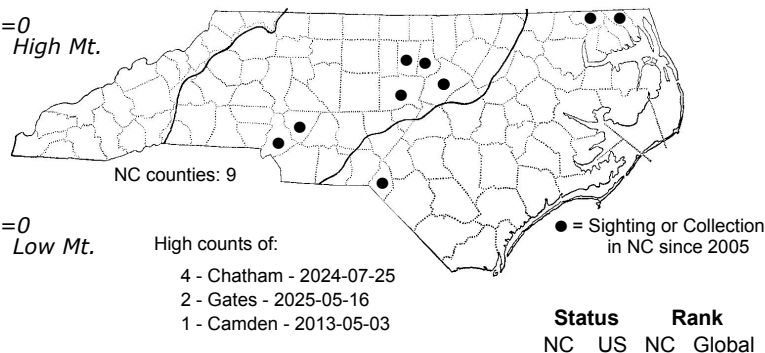 =0
High Mt.
NC counties: 9
=0
Low Mt.
High counts of:
4 - Chatham - 2024-07-25
2 - Gates - 2025-05-16
1 - Camden - 2013-05-03
● = Sighting or Collection
in NC since 2005
Status Rank
NC US NC Global